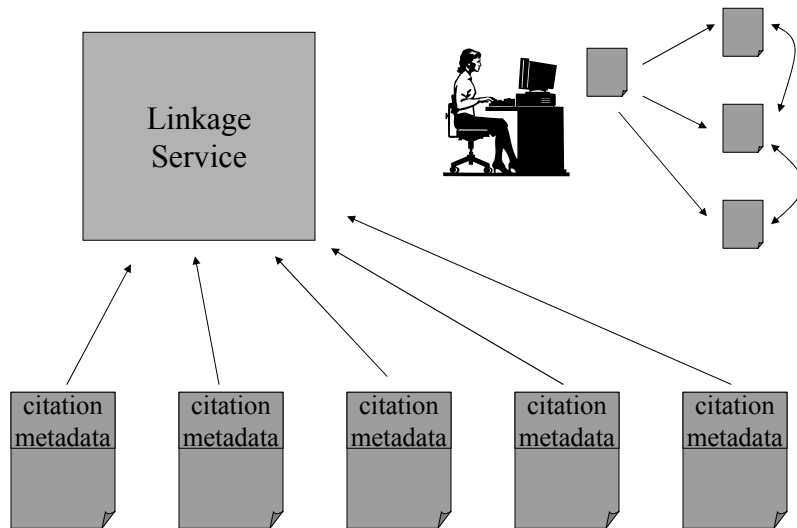 Linkage
Service
citation
metadata
citation
metadata
citation
metadata
citation
metadata
citation
metadata